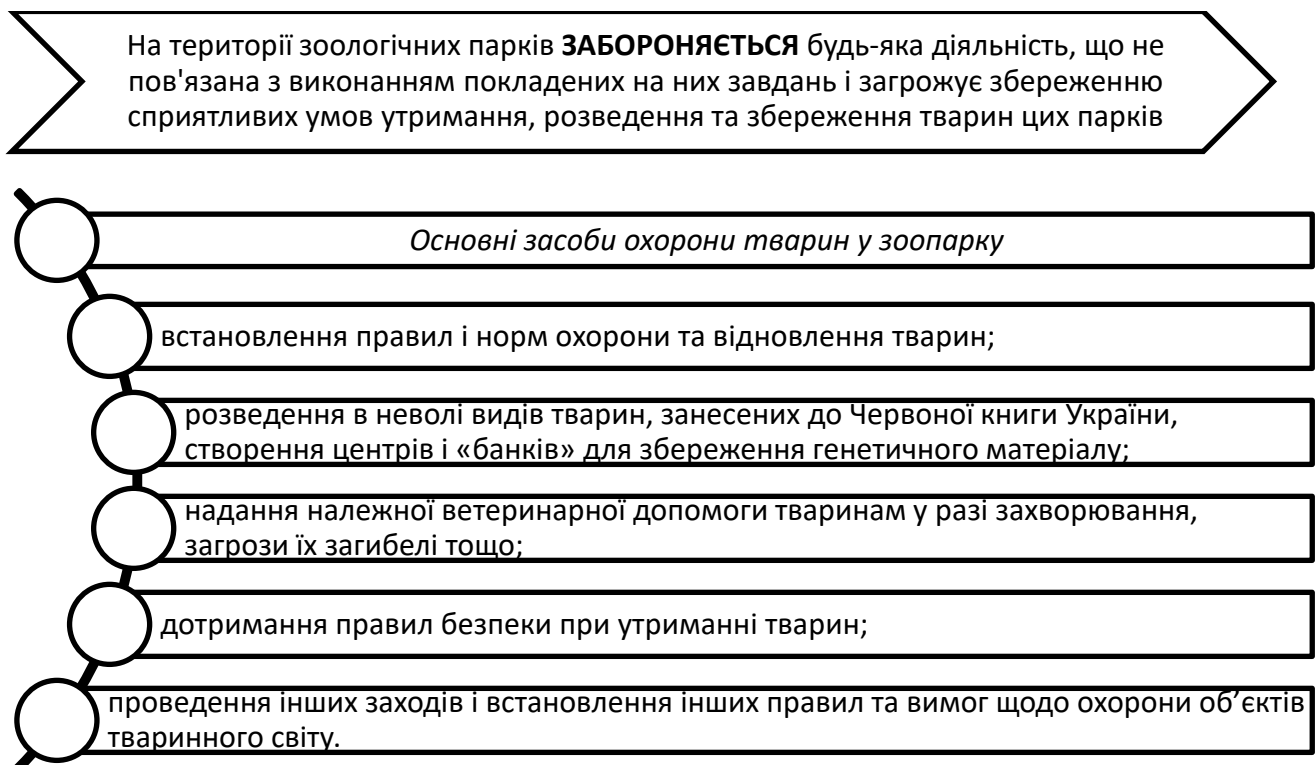 На території зоологічних парків ЗАБОРОНЯЄТЬСЯ будь-яка діяльність, що не
пов'язана з виконанням покладених на них завдань і загрожує збереженню
сприятливих умов утримання, розведення та збереження тварин цих парків
Основні засоби охорони тварин у зоопарку
встановлення правил і норм охорони та відновлення тварин;
розведення в неволі видів тварин, занесених до Червоної книги України,
створення центрів і «банків» для збереження генетичного матеріалу;
надання належної ветеринарної допомоги тваринам у разі захворювання,
загрози їх загибелі тощо;
дотримання правил безпеки при утриманні тварин;
проведення інших заходів і встановлення інших правил та вимог щодо охорони об’єктів
тваринного світу.